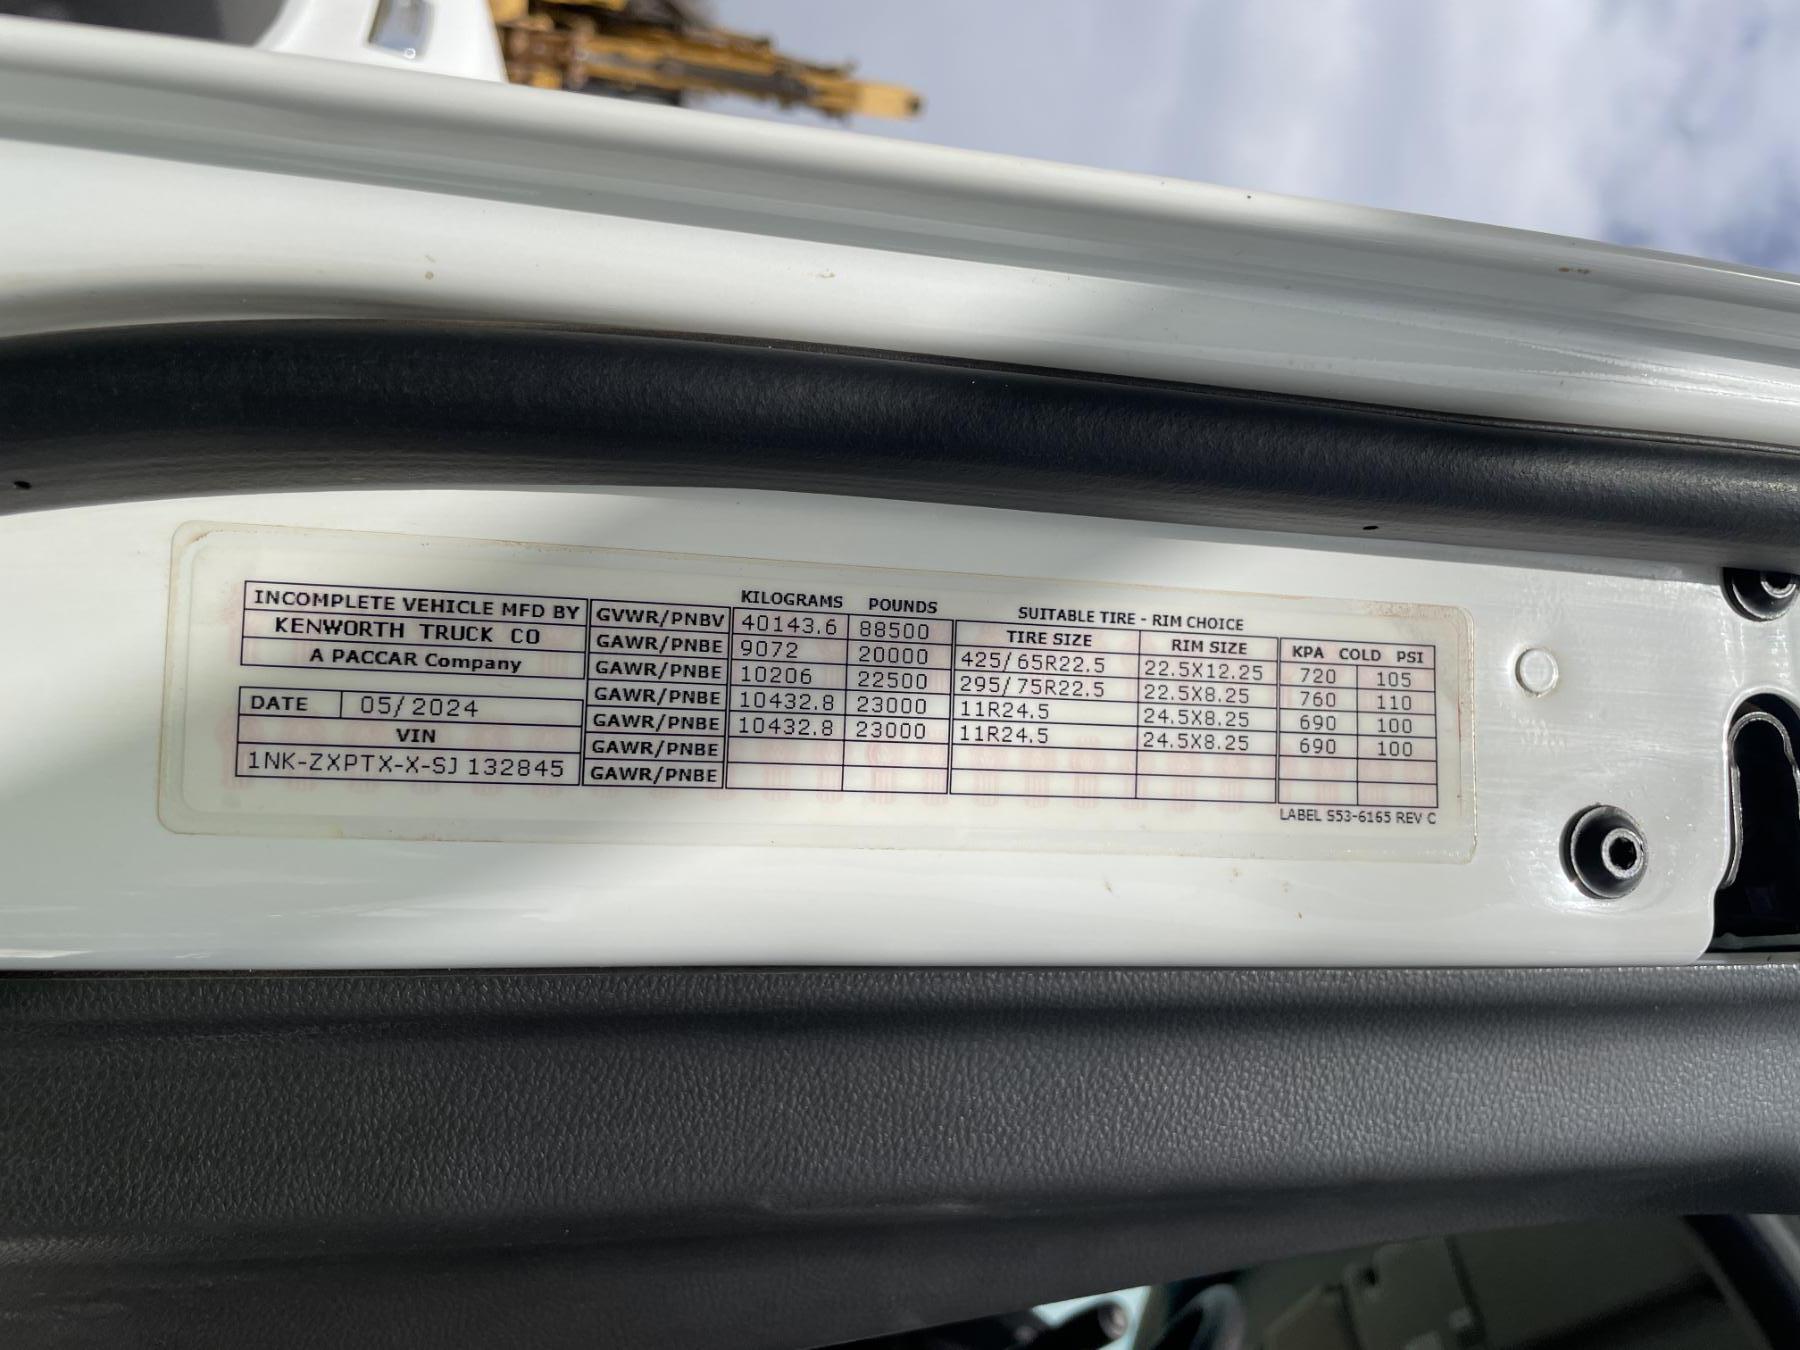 INCOMPLETE VEHICLE MFD BY
KENWORTH TRUCK CO
A PACCAR Company
DATE 05/2024
VIN
1NK-ZXPTX-X-SJ 132845
KILOGRAMS POUNDS
GVWR/PNBV 40143.6 88500
SUITABLE TIRE - RIM CHOICE
TIRE SIZE RIM SIZE KPA COLD PSI
GAWR/PNBE 9072 20000 425/65R22.5 22.5X12.25 720 105
GAWR/PNBE 10206 22500 295/75R22.5 22.5X8.25 760 110
GAWR/PNBE 10432.8 23000 11R24.5 24.5X8.25 690 100
GAWR/PNBE 10432.8 23000 11R24.5 24.5X8.25 690 100
GAWR/PNBE
GAWR/PNBE
LABEL S53-6165 REV C